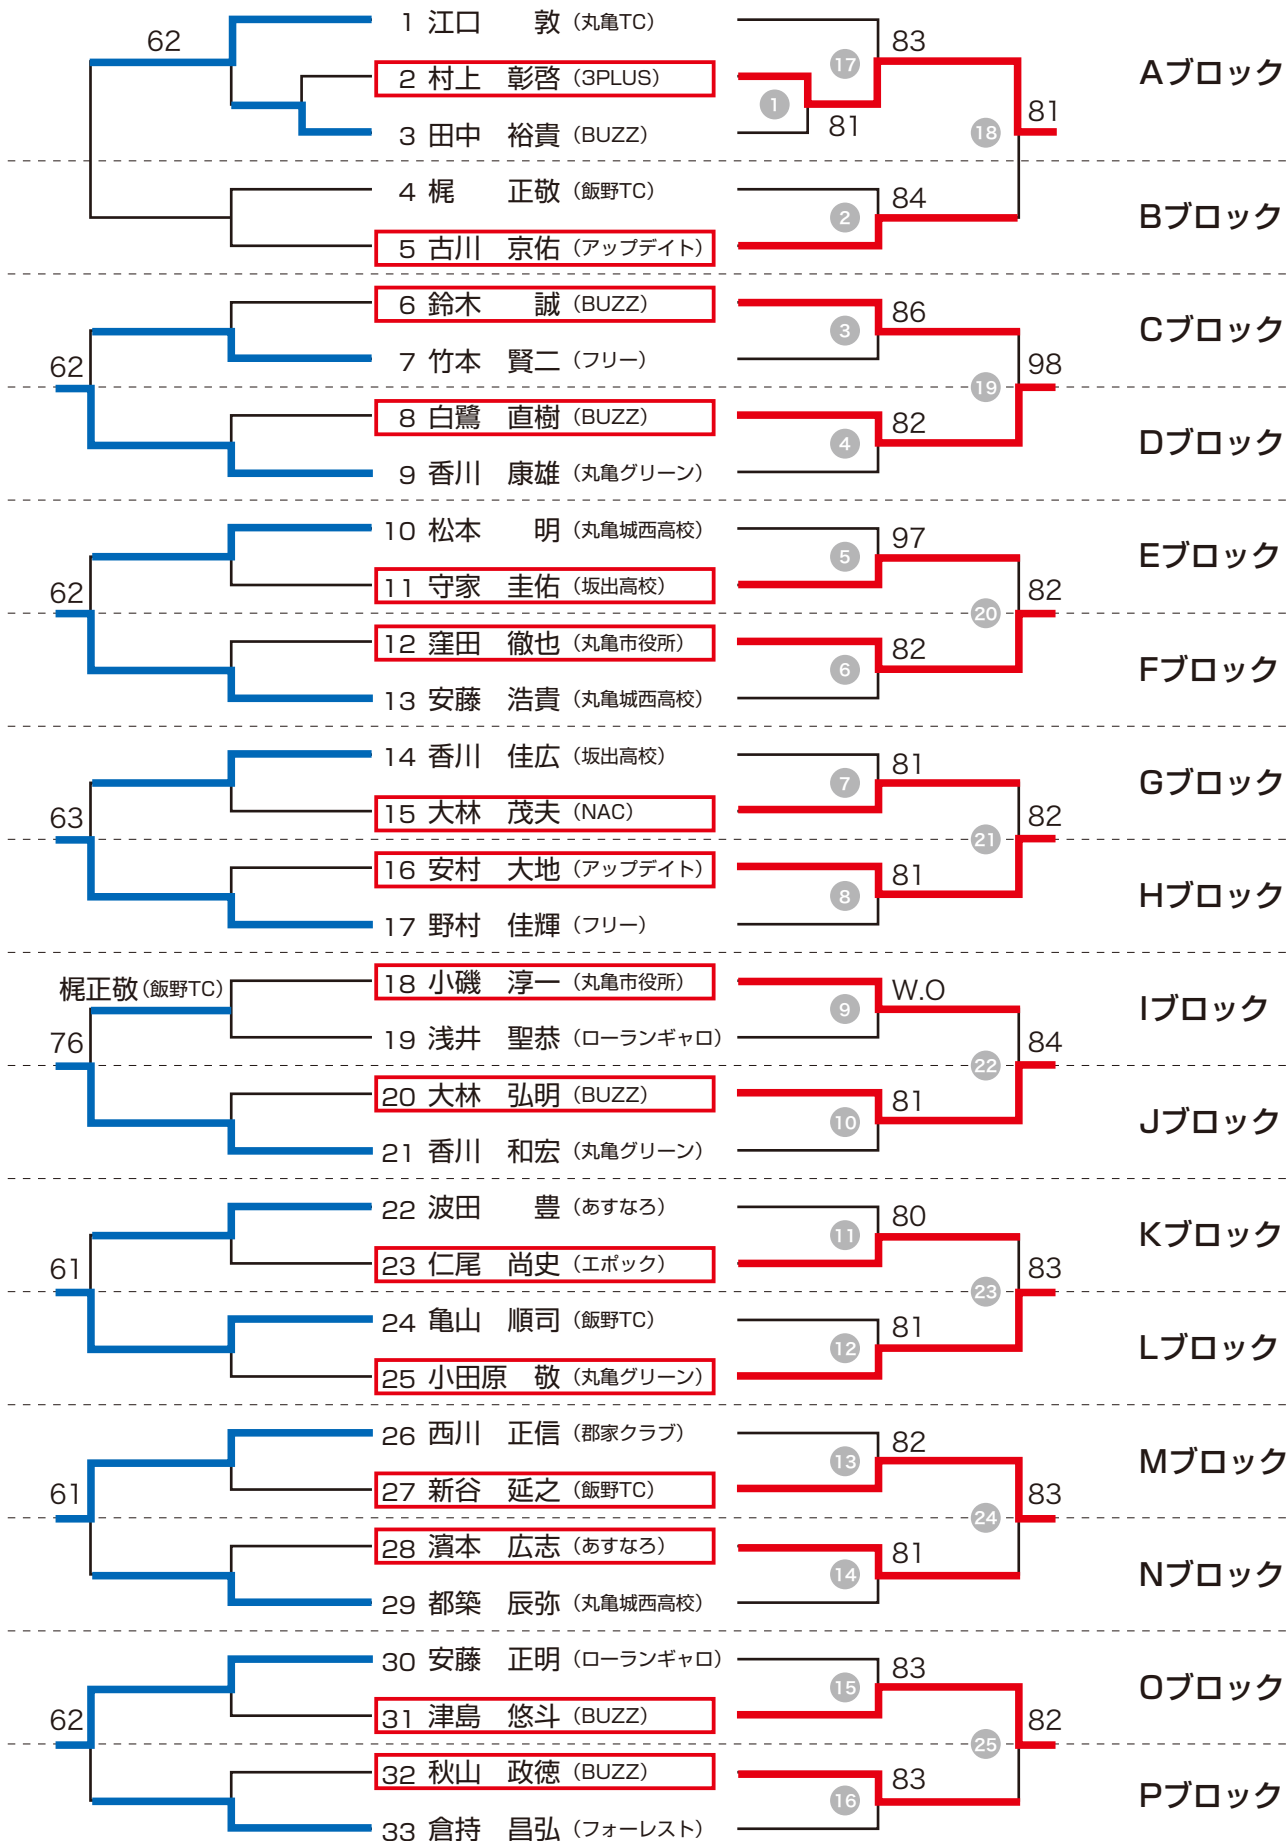 1 江口 敦 (丸亀TC)
62
83
17
Aブロック
2 村上 彰啓 (3PLUS)
1
81
81
18
3 田中 裕貴 (BUZZ)
4 梶 正敬 (飯野TC)
84
2
Bブロック
5 古川 京佑 (アップデイト)
6 鈴木 誠 (BUZZ)
86
3
Cブロック
7 竹本 賢二 (フリー)
62
98
19
8 白鷺 直樹 (BUZZ)
82
4
Dブロック
9 香川 康雄 (丸亀グリーン)
10 松本 明 (丸亀城西高校)
97
5
Eブロック
11 守家 圭佑 (坂出高校)
62
82
20
12 窪田 徹也 (丸亀市役所)
82
6
Fブロック
13 安藤 浩貴 (丸亀城西高校)
14 香川 佳広 (坂出高校)
81
7
Gブロック
15 大林 茂夫 (NAC)
63
82
21
16 安村 大地 (アップデイト)
81
8
Hブロック
17 野村 佳輝 (フリー)
18 小磯 淳一 (丸亀市役所)
梶正敬(飯野TC)
W.O
9
Iブロック
19 浅井 聖恭 (ローランギャロ)
76
84
22
20 大林 弘明 (BUZZ)
81
10
Jブロック
21 香川 和宏 (丸亀グリーン)
22 波田 豊 (あすなろ)
80
11
Kブロック
23 仁尾 尚史 (エポック)
61
83
23
24 亀山 順司 (飯野TC)
81
12
Lブロック
25 小田原 敬 (丸亀グリーン)
26 西川 正信 (郡家クラブ)
82
13
Mブロック
27 新谷 延之 (飯野TC)
61
83
24
28 濱本 広志 (あすなろ)
81
14
Nブロック
29 都築 辰弥 (丸亀城西高校)
30 安藤 正明 (ローランギャロ)
83
15
Oブロック
31 津島 悠斗 (BUZZ)
62
82
25
32 秋山 政徳 (BUZZ)
83
16
Pブロック
33 倉持 昌弘 (フォーレスト)